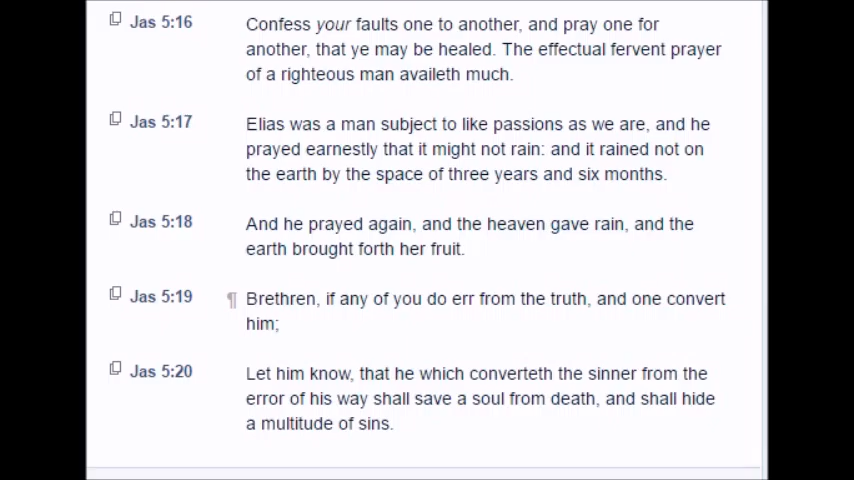 Jas 5:16 Confess your faults one to another, and pray one for
another, that ye may be healed. The effectual fervent prayer
of a righteous man availeth much.
Jas 5:17 Elias was a man subject to like passions as we are, and he
prayed earnestly that it might not rain: and it rained not on
the earth by the space of three years and six months.
Jas 5:18 And he prayed again, and the heaven gave rain, and the
earth brought forth her fruit.
Jas 5:19 ¶ Brethren, if any of you do err from the truth, and one convert
him;
Jas 5:20 Let him know, that he which converteth the sinner from the
error of his way shall save a soul from death, and shall hide
a multitude of sins.